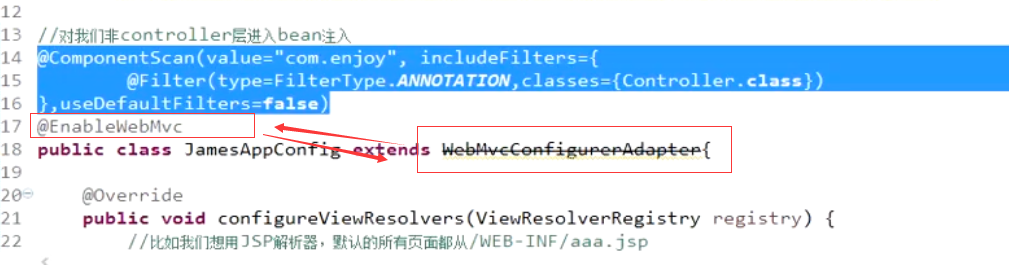 12
13 //对我们非controller层进入bean注入
14 @ComponentScan(value="com.enjoy", includeFilters={
15 @Filter(type=FilterType.ANNOTATION,classes={Controller.class})
16 },useDefaultFilters=false)
17 @EnableWebMvc
18 public class JamesAppConfig extends WebMvcConfigurerAdapter{
19
20 @Override
21 public void configureViewResolvers(ViewResolverRegistry registry) {
22 //比如我们想用JSP解析器，默认的所有页面都从/WEB-INF/aaa.jsp